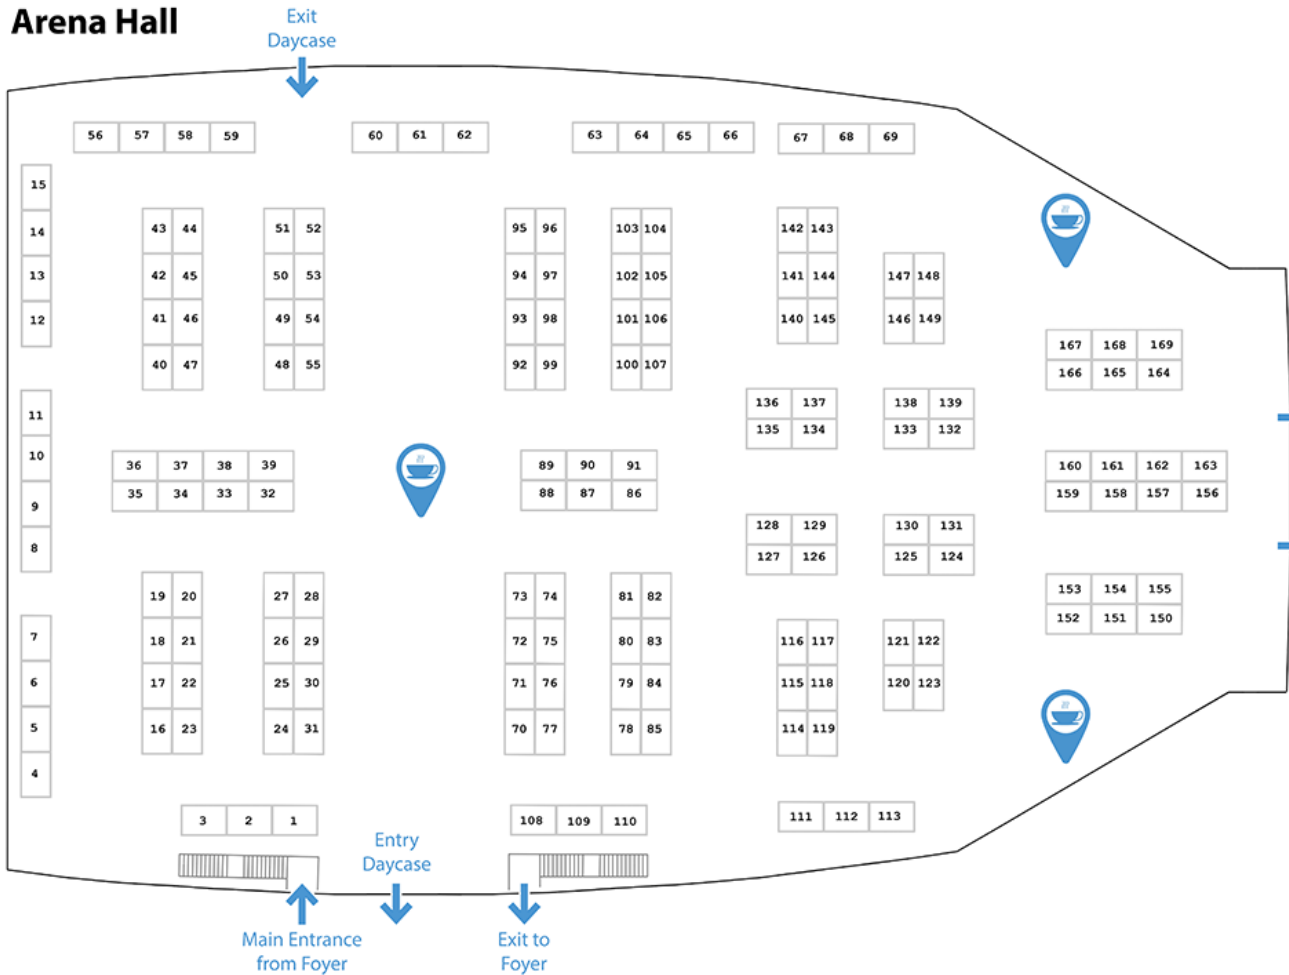 Arena Hall
Exit
Daycase
56 57 58 59 60 61 62 63 64 65 66 67 68 69
15
14
13
12
43 44 51 52 95 96 103 104 142 143
42 45 50 53 94 97 102 105 141 144 147 148
41 46 49 54 93 98 101 106 140 145 146 149
40 47 48 55 92 99 100 107
167 168 169
166 165 164
11
10
9
8
136 137 138 139
135 134 133 132
36 37 38 39 89 90 91 160 161 162 163
35 34 33 32 88 87 86 159 158 157 156
128 129 130 131
127 126 125 124
19 20 27 28 73 74 81 82 153 154 155
152 151 150
7
6
5
4
18 21 26 29 72 75 80 83 116 117 121 122
17 22 25 30 71 76 79 84 115 118 120 123
16 23 24 31 70 77 78 85 114 119
3 2 1 108 109 110 111 112 113
Entry
Daycase
Main Entrance
from Foyer
Exit to
Foyer